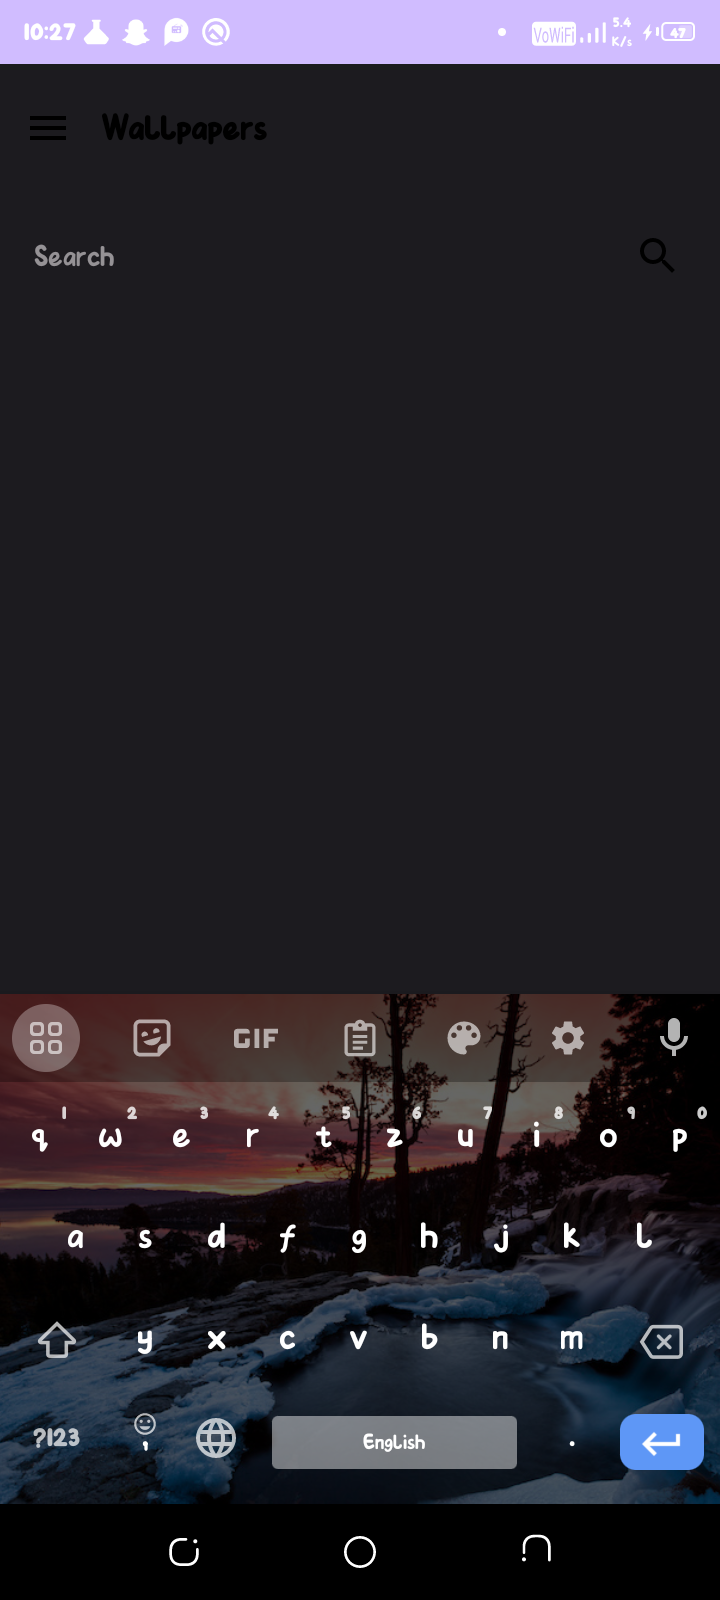 10:27 VoWiFi 5.4 K/s 47
Wallpapers
Search
GIF
1 2 3 4 5 6 7 8 9 0
q w e r t z u i o p
a s d f g h j k l
y x c v b n m
?123 , English .